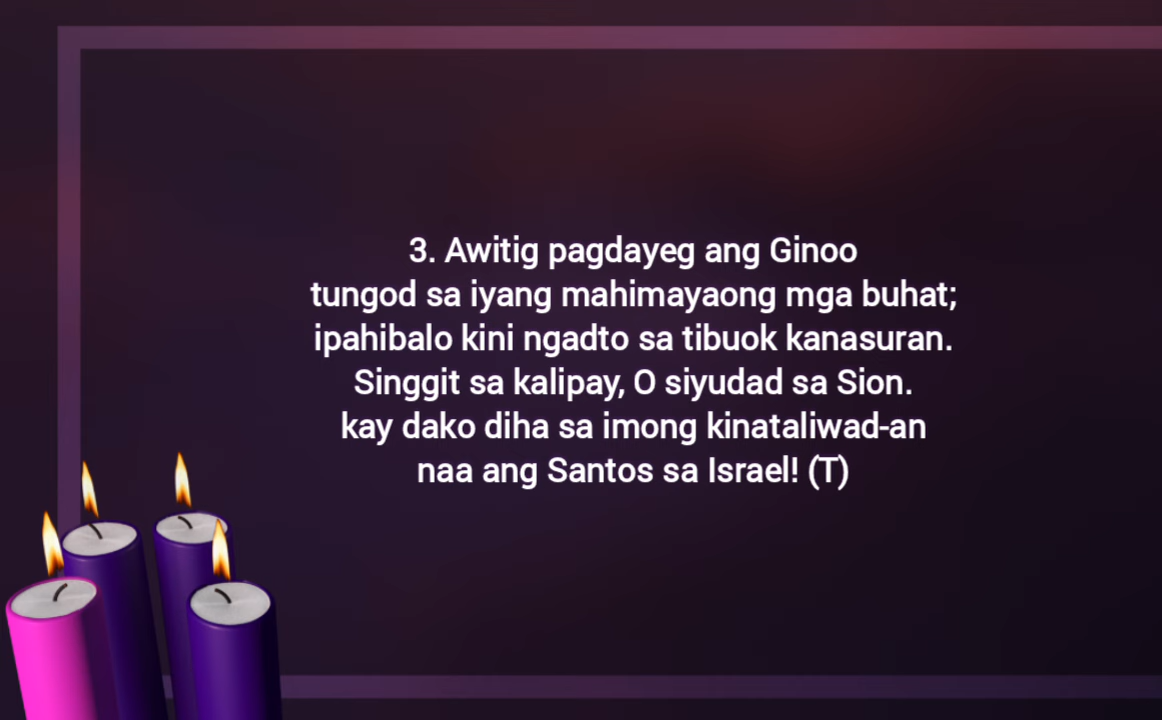 3. Awitig pagdayeg ang Ginoo
tungod sa iyang mahimayaong mga buhat;
ipahibalo kini ngadto sa tibuok kanasuran.
Singgit sa kalipay, O siyudad sa Sion.
kay dako diha sa imong kinataliwad-an
naa ang Santos sa Israel! (T)